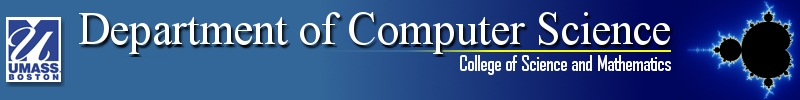 Department of Computer Science
College of Science and Mathematics
U
UMASS
BOSTON